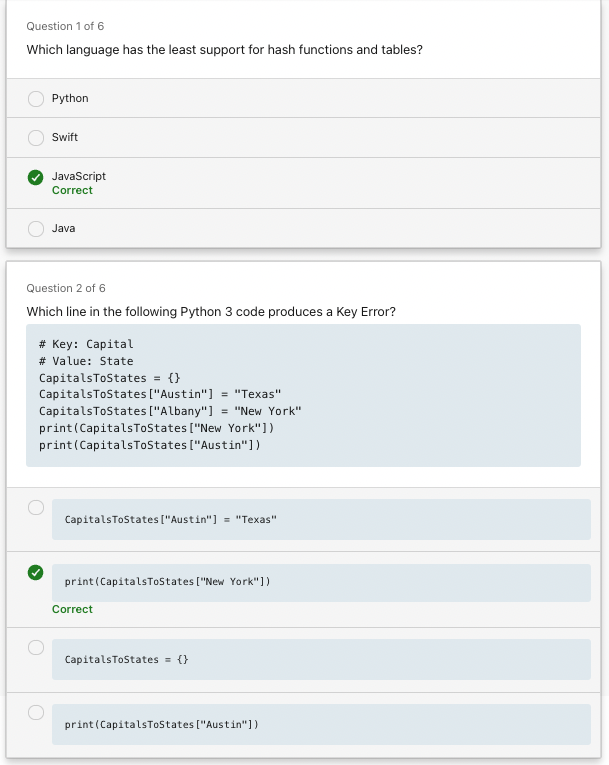 Question 1 of 6
Which language has the least support for hash functions and tables?
Python
Swift
JavaScript
Correct
Java
Question 2 of 6
Which line in the following Python 3 code produces a Key Error?
# Key: Capital
# Value: State
CapitalsToStates = {}
CapitalsToStates["Austin"] = "Texas"
CapitalsToStates["Albany"] = "New York"
print(CapitalsToStates["New York"])
print(CapitalsToStates["Austin"])
CapitalsToStates["Austin"] = "Texas"
print(CapitalsToStates["New York"])
Correct
CapitalsToStates = {}
print(CapitalsToStates["Austin"])